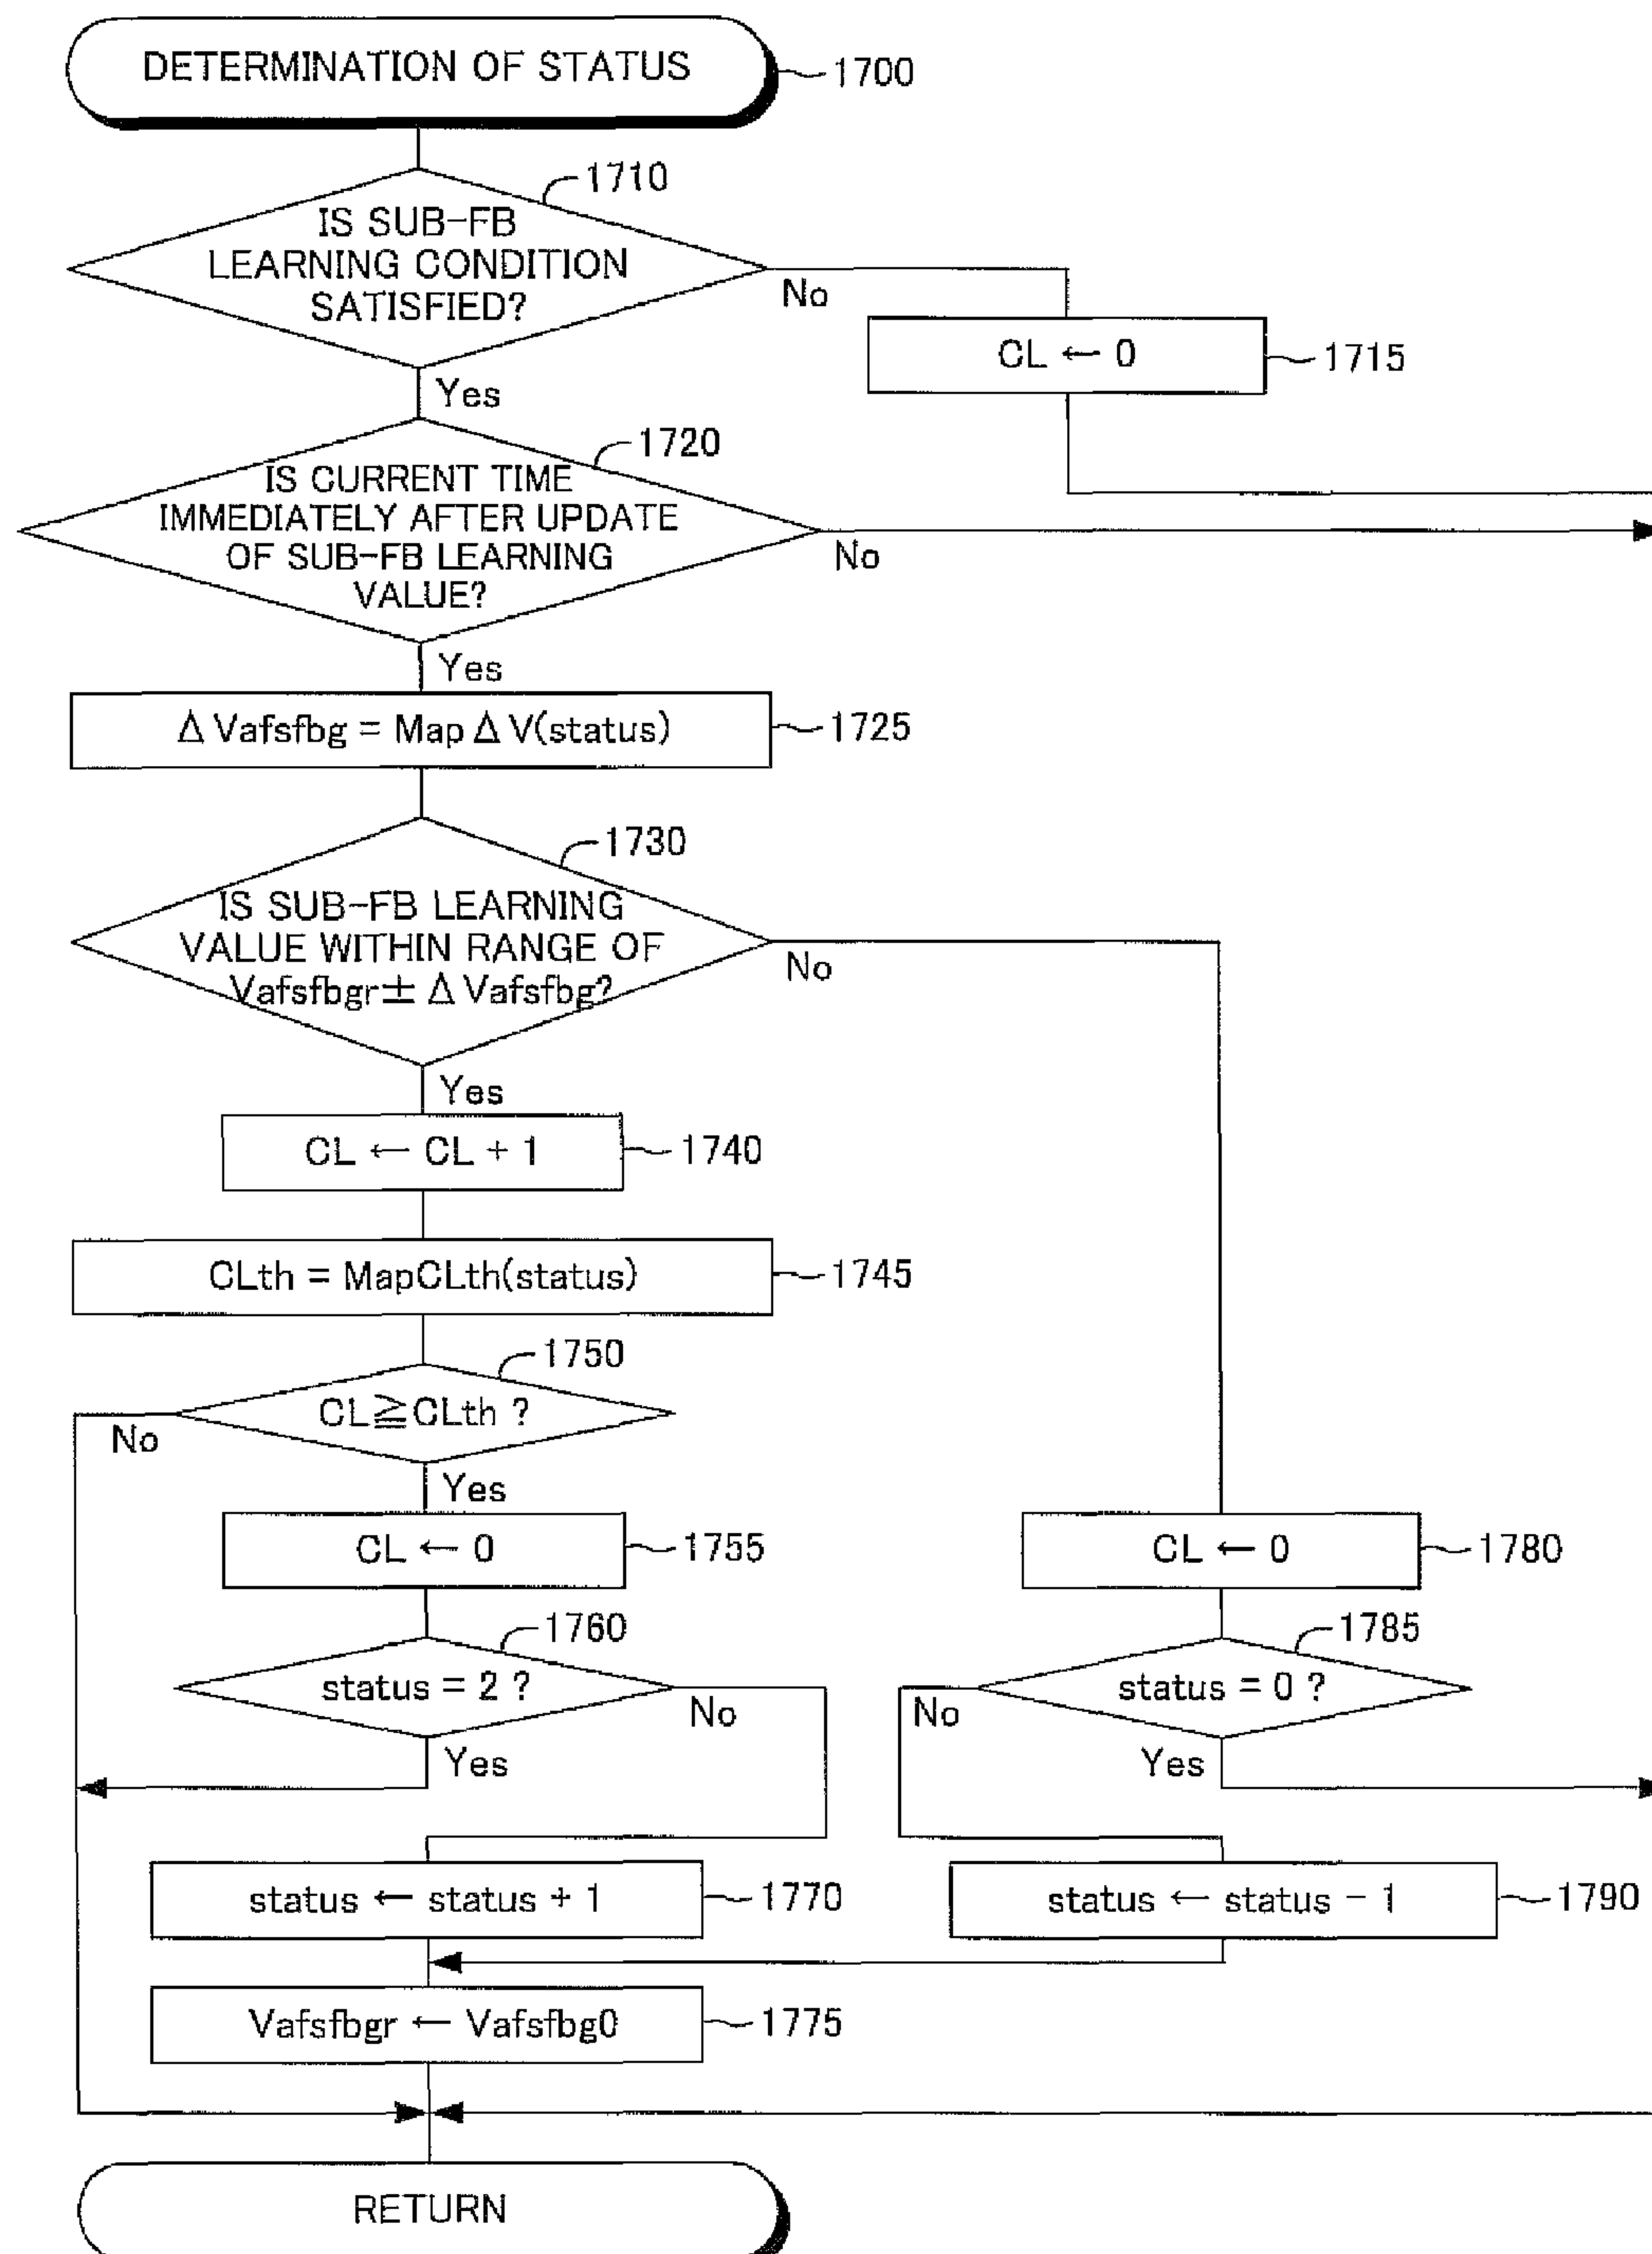 DETERMINATION OF STATUS
1700
1710
IS SUB-FB
LEARNING CONDITION
SATISFIED?
No
CL ← 0
1715
Yes
1720
IS CURRENT TIME
IMMEDIATELY AFTER UPDATE
OF SUB-FB LEARNING
VALUE?
No
Yes
Δ Vafsfbg = Map Δ V(status)
1725
1730
IS SUB-FB LEARNING
VALUE WITHIN RANGE OF
Vafsfbgr± Δ Vafsfbg?
No
Yes
CL ← CL + 1
1740
CLth = MapCLth(status)
1745
1750
CL≧CLth ?
No
Yes
CL ← 0
1755
CL ← 0
1780
1760
status = 2 ?
No
Yes
1785
status = 0 ?
No
Yes
status ← status + 1
1770
status ← status − 1
1790
Vafsfbgr ← Vafsfbg0
1775
RETURN